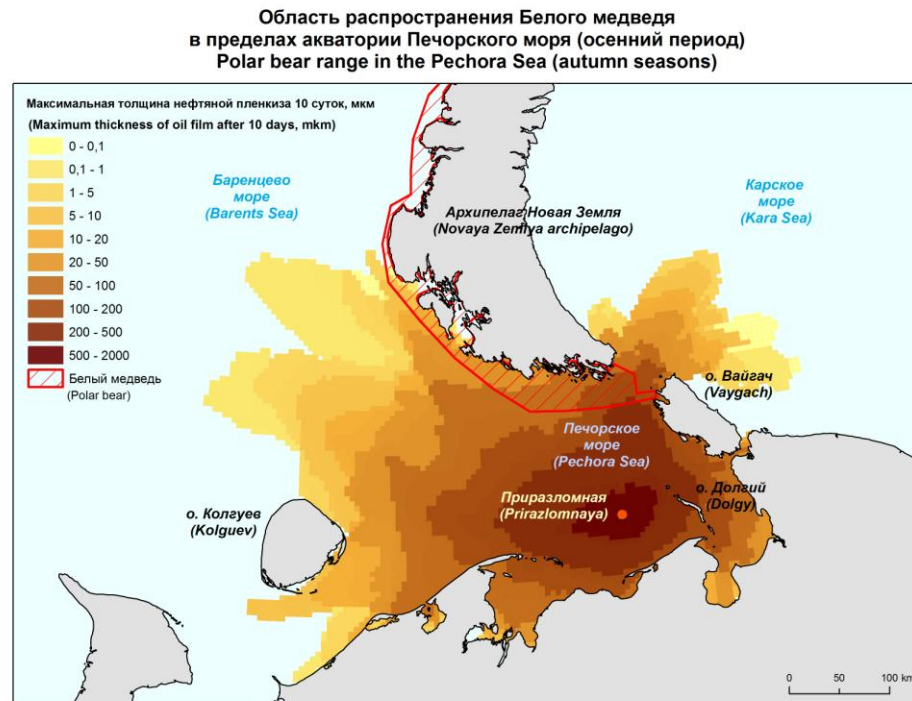 Область распространения Белого медведя
в пределах акватории Печорского моря (осенний период)
Polar bear range in the Pechora Sea (autumn seasons)
Максимальная толщина нефтяной пленкиза 10 суток, мкм
(Maximum thickness of oil film after 10 days, mkm)
0 - 0,1
0,1 - 1
1 - 5
5 - 10
10 - 20
20 - 50
50 - 100
100 - 200
200 - 500
500 - 2000
Белый медведь
(Polar bear)
Баренцево
море
(Barents Sea)
Архипелаг Новая Земля
(Novaya Zemlya archipelago)
Карское
море
(Kara Sea)
о. Вайгач
(Vaygach)
Печорское
море
(Pechora Sea)
Приразломная
(Prirazlomnaya)
о. Долгий
(Dolgy)
о. Колгуев
(Kolguev)
0 50 100 km